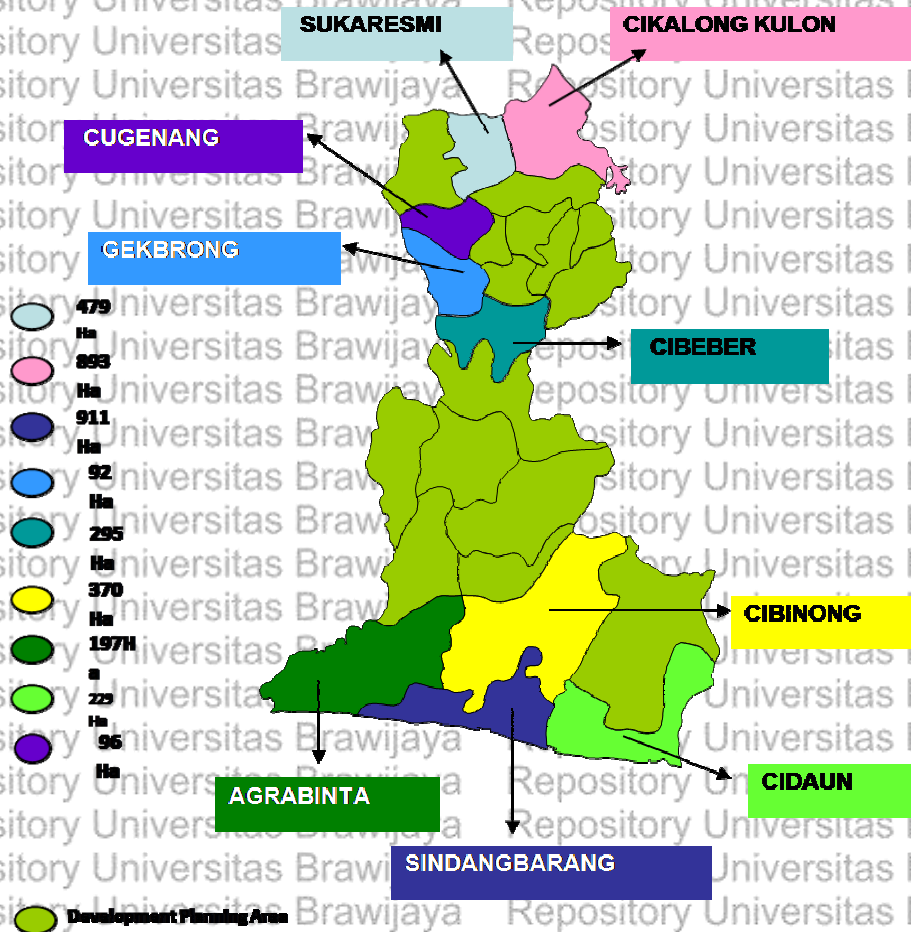 SUKARESMI
CIKALONG KULON
CUGENANG
GEKBRONG
479
Ha
893
Ha
911
Ha
92
Ha
295
Ha
370
Ha
197H
a
229
Ha
96
Ha
CIBEBER
CIBINONG
CIDAUN
AGRABINTA
SINDANGBARANG
Development Planning Area
Repository Universitas Brawijaya